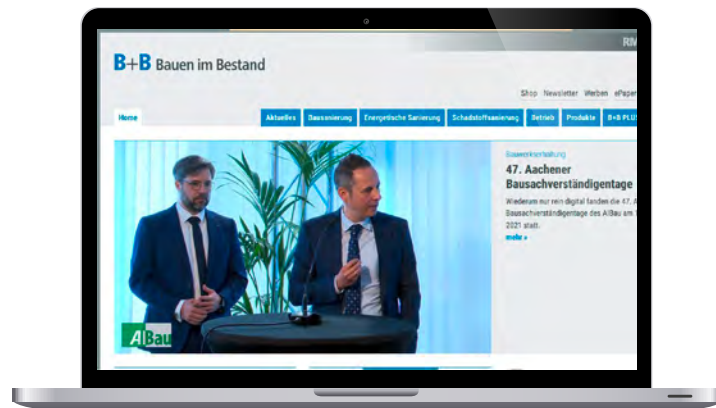 RM
B+B Bauen im Bestand
Shop Newsletter Werben ePaper
Home Aktuelles Bausanierung Energetische Sanierung Schadstoffsanierung Betrieb Produkte B+B PLUS
Bauwerkserhaltung
47. Aachener
Bausachverständigentage
Wiederum nur rein digital fanden die 47. A
Bausachverständigentage des AIBau am 1
2021 statt.
mehr »
AIBau